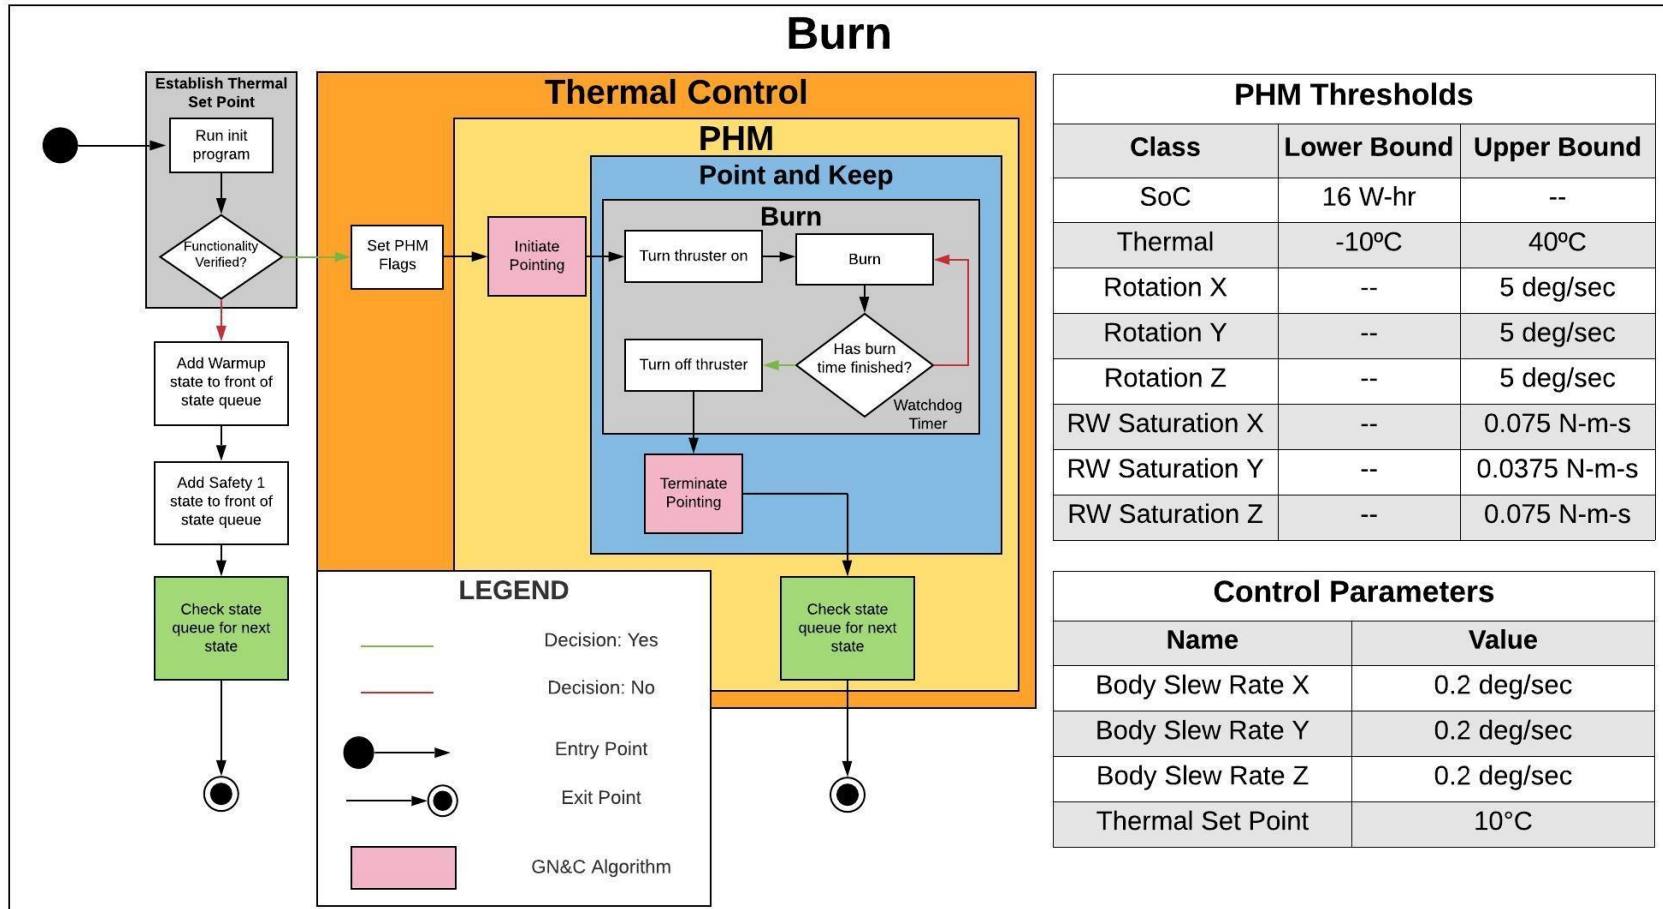 Burn
Establish Thermal
Set Point
Run init
program
Functionality
Verified?
Add Warmup
state to front of
state queue
Add Safety 1
state to front of
state queue
Check state
queue for next
state
Thermal Control
Set PHM
Flags
PHM
Initiate
Pointing
Point and Keep
Burn
Turn thruster on
Burn
Has burn
time finished?
Turn off thruster
Watchdog
Timer
Terminate
Pointing
Check state
queue for next
state
LEGEND
Decision: Yes
Decision: No
Entry Point
Exit Point
GN&C Algorithm
PHM Thresholds
Class Lower Bound Upper Bound
SoC 16 W-hr --
Thermal -10ºC 40ºC
Rotation X -- 5 deg/sec
Rotation Y -- 5 deg/sec
Rotation Z -- 5 deg/sec
RW Saturation X -- 0.075 N-m-s
RW Saturation Y -- 0.0375 N-m-s
RW Saturation Z -- 0.075 N-m-s
Control Parameters
Name Value
Body Slew Rate X 0.2 deg/sec
Body Slew Rate Y 0.2 deg/sec
Body Slew Rate Z 0.2 deg/sec
Thermal Set Point 10°C